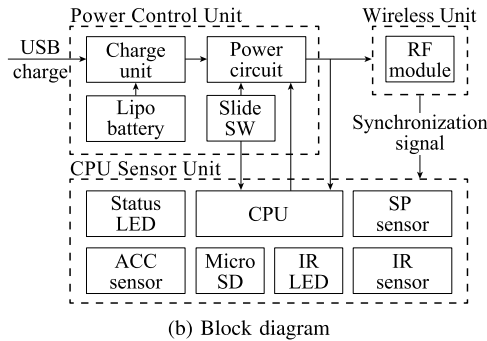 Power Control Unit
Wireless Unit
USB
charge
Charge
unit
Power
circuit
RF
module
Lipo
battery
Slide
SW
Synchronization
signal
CPU Sensor Unit
Status
LED
CPU
SP
sensor
ACC
sensor
Micro
SD
IR
LED
IR
sensor
(b) Block diagram